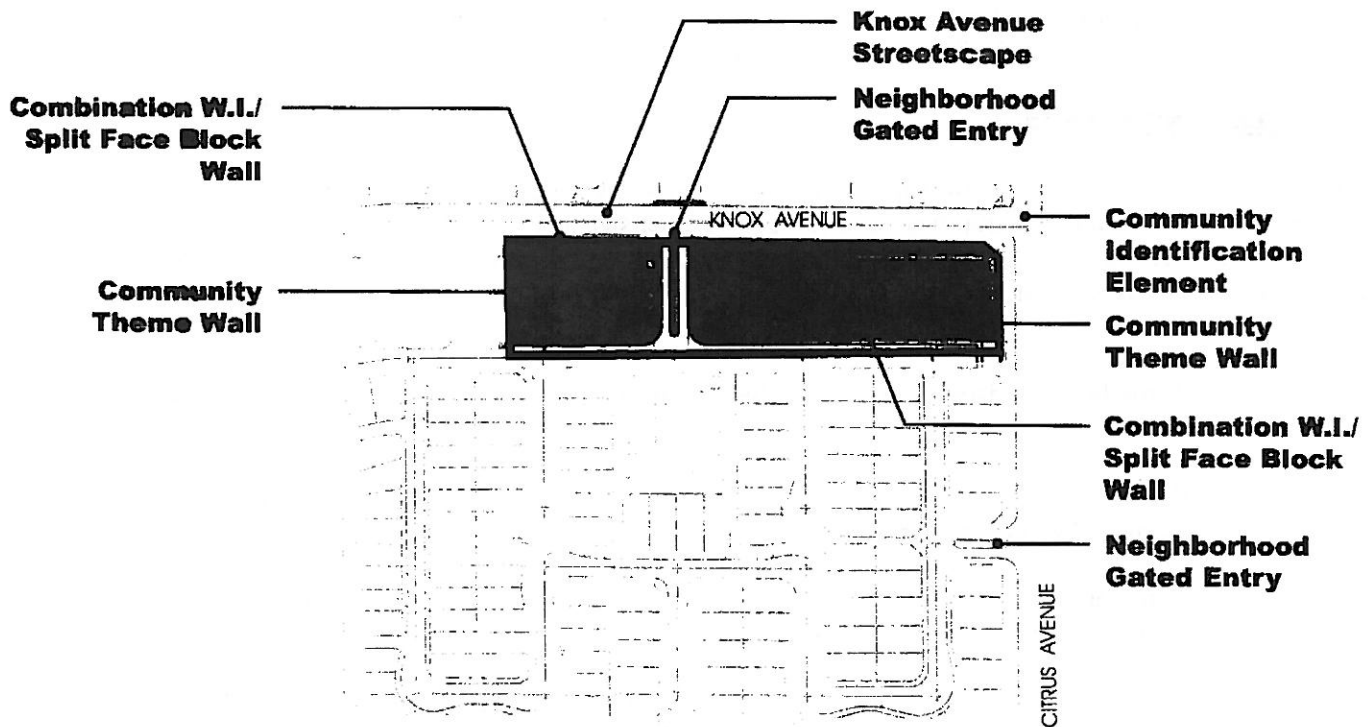 Knox Avenue
Streetscape
Neighborhood
Gated Entry
Combination W.I./
Split Face Block
Wall
Community
Theme Wall
KNOX AVENUE
Community
Identification
Element
Community
Theme Wall
Combination W.I./
Split Face Block
Wall
Neighborhood
Gated Entry
CITRUS AVENUE